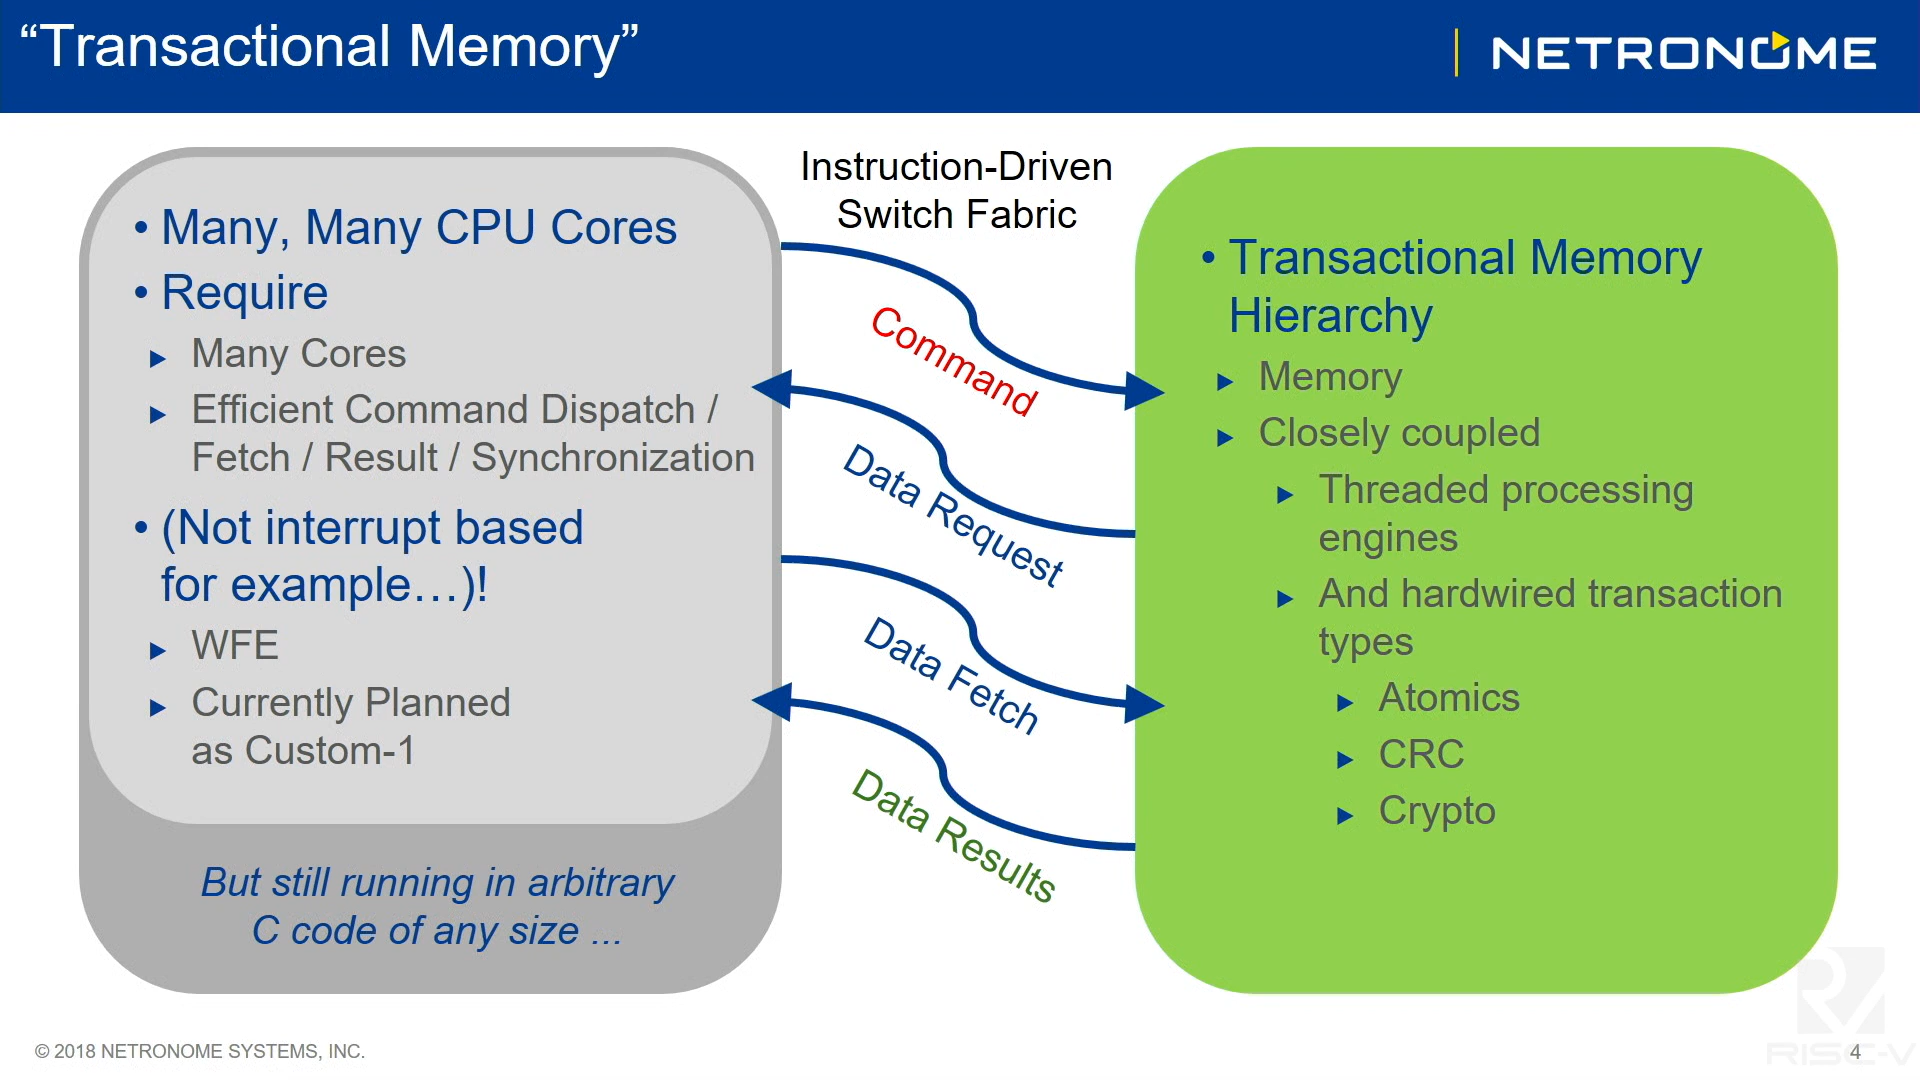 “Transactional Memory”
NETRONOME
• Many, Many CPU Cores
• Require
Many Cores
Efficient Command Dispatch /
Fetch / Result / Synchronization
• (Not interrupt based
for example…)!
WFE
Currently Planned
as Custom-1
But still running in arbitrary
C code of any size ...
Instruction-Driven
Switch Fabric
Command
Data Request
Data Fetch
Data Results
• Transactional Memory
Hierarchy
Memory
Closely coupled
Threaded processing
engines
And hardwired transaction
types
Atomics
CRC
Crypto
© 2018 NETRONOME SYSTEMS, INC.
4
RISC-V